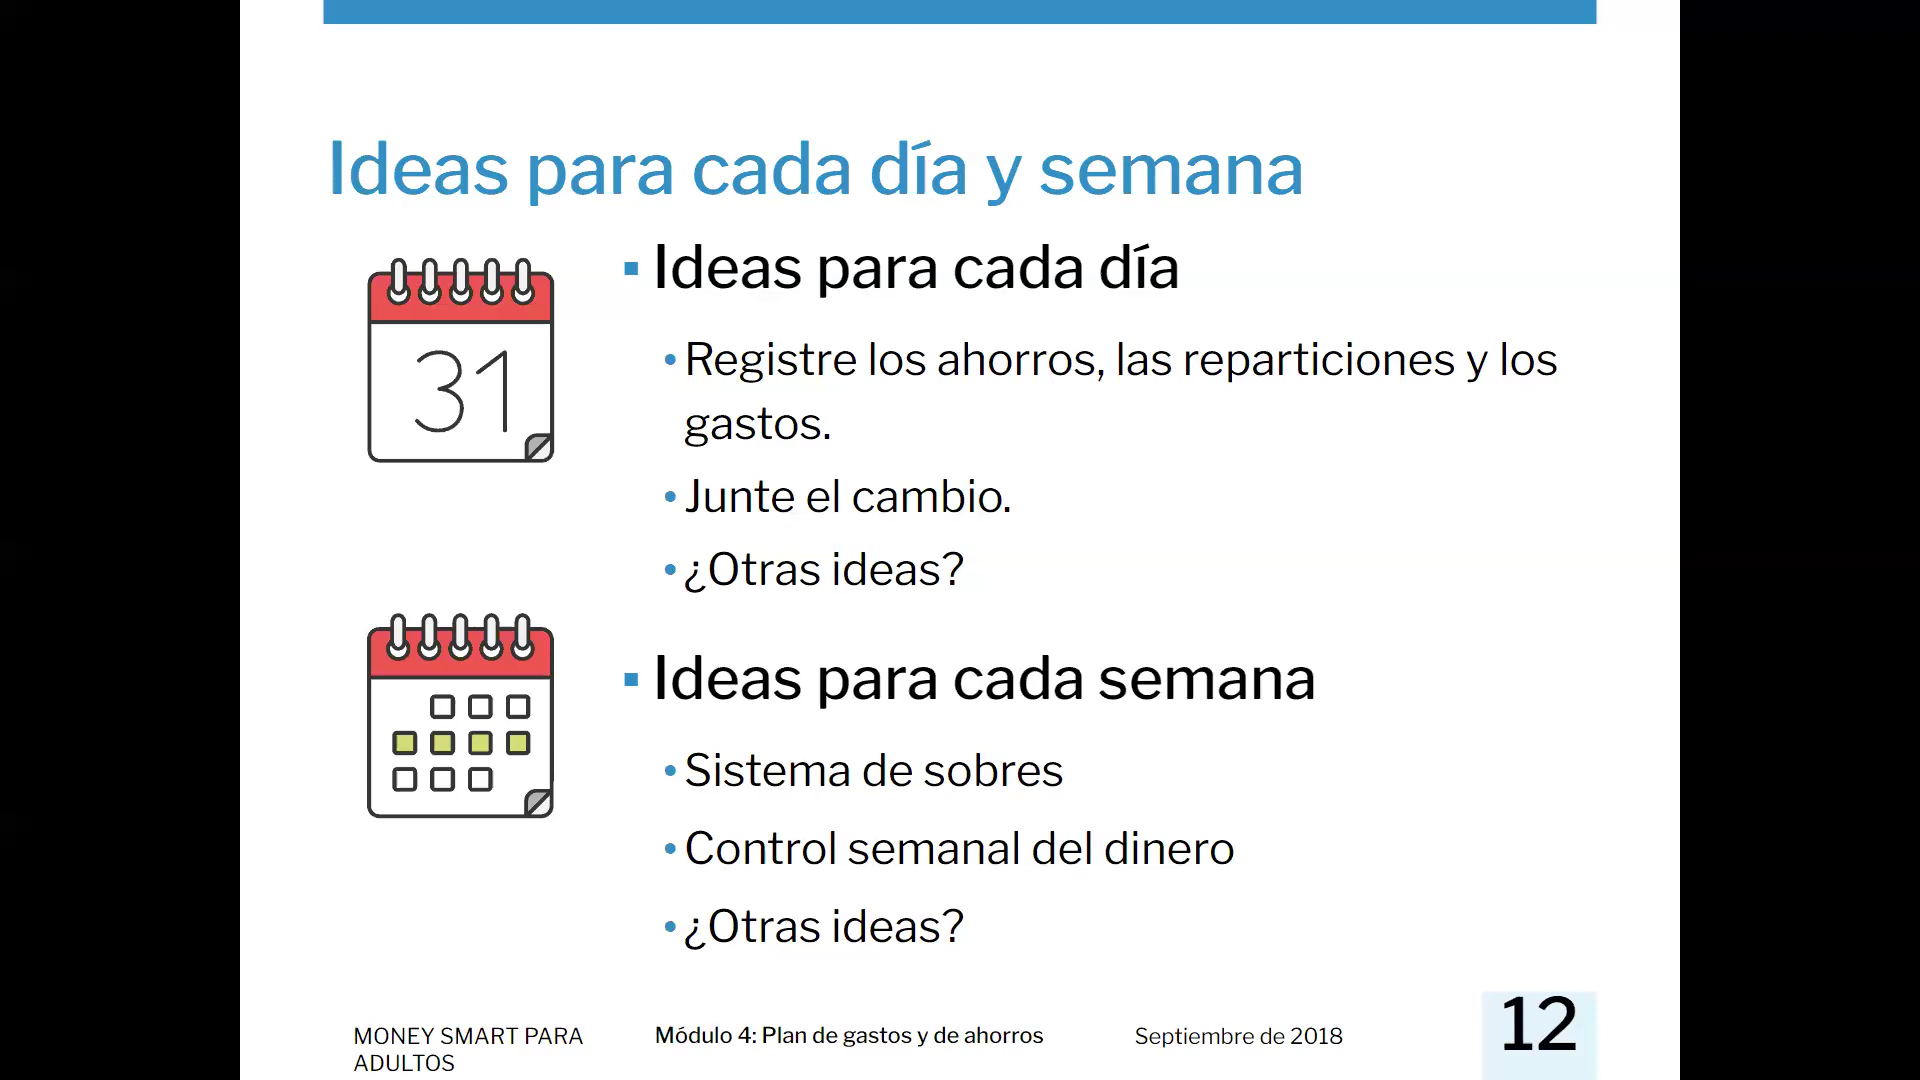 Ideas para cada día y semana
31
▪ Ideas para cada día
• Registre los ahorros, las reparticiones y los
gastos.
• Junte el cambio.
• ¿Otras ideas?
▪ Ideas para cada semana
• Sistema de sobres
• Control semanal del dinero
• ¿Otras ideas?
MONEY SMART PARA
ADULTOS
Módulo 4: Plan de gastos y de ahorros
Septiembre de 2018
12